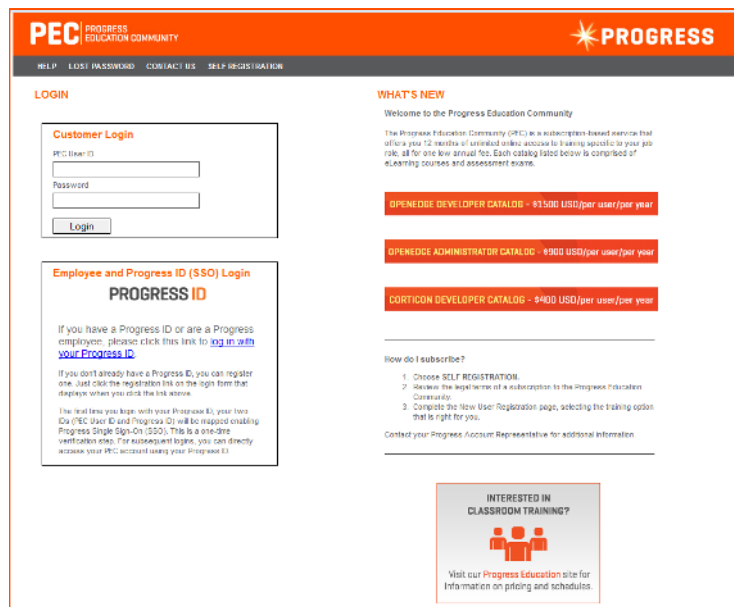 PEC PROGRESS
EDUCATION COMMUNITY
PROGRESS
HELP LOST PASSWORD CONTACT US SELF REGISTRATION
LOGIN
Customer Login
PEC User ID
Password
Login
Employee and Progress ID (SSO) Login
PROGRESS ID
If you have a Progress ID or are a Progress
employee, please click this link to log in with
your Progress ID.
If you don't already have a Progress ID, you can register
one. Just click the registration link on the login form that
displays when you click the link above.
The first time you login with your Progress ID, your two
IDs (PEC User ID and Progress ID) will be mapped enabling
Progress Single Sign-On (SSO). This is a one-time
verification step. For subsequent logins, you can directly
access your PEC account using your Progress ID
WHAT'S NEW
Welcome to the Progress Education Community
The Progress Education Community (PEC) is a subscription-based service that
offers you 12 months of unlimited online access to training specific to your job
role, all for one low annual fee. Each catalog listed below is comprised of
eLearning courses and assessment exams.
OPENEDGE DEVELOPER CATALOG - $1500 USD/per user/per year
OPENEDGE ADMINISTRATOR CATALOG - $900 USD/per user/per year
CORTICON DEVELOPER CATALOG - $400 USD/per user/per year
How do I subscribe?
1. Choose SELF REGISTRATION.
2. Review the legal terms of a subscription to the Progress Education
Community.
3. Complete the New User Registration page, selecting the training option
that is right for you.
Contact your Progress Account Representative for additional information
INTERESTED IN
CLASSROOM TRAINING?
Visit our Progress Education site for
information on pricing and schedules.